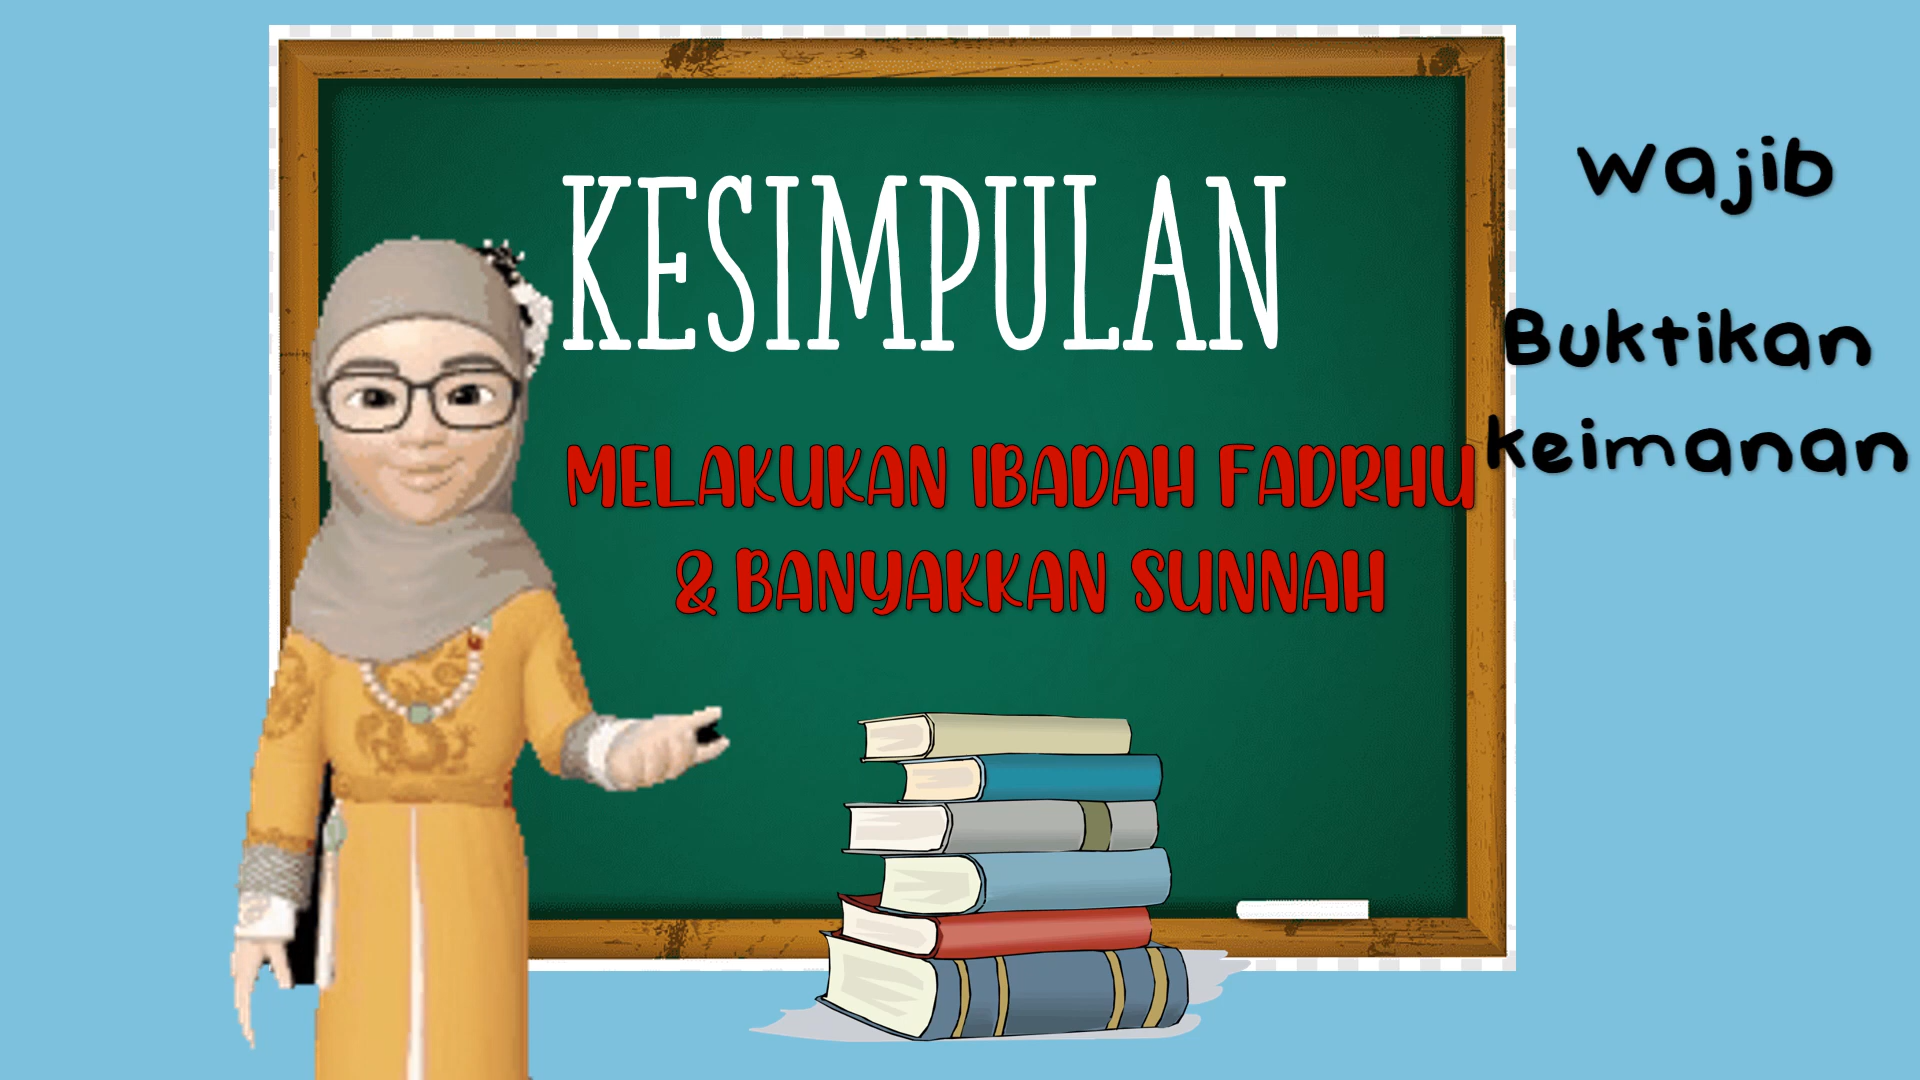 KESIMPULAN
MELAKUKAN IBADAH FADRHU
& BANYAKKAN SUNNAH
wajib
Buktikan
keimanan